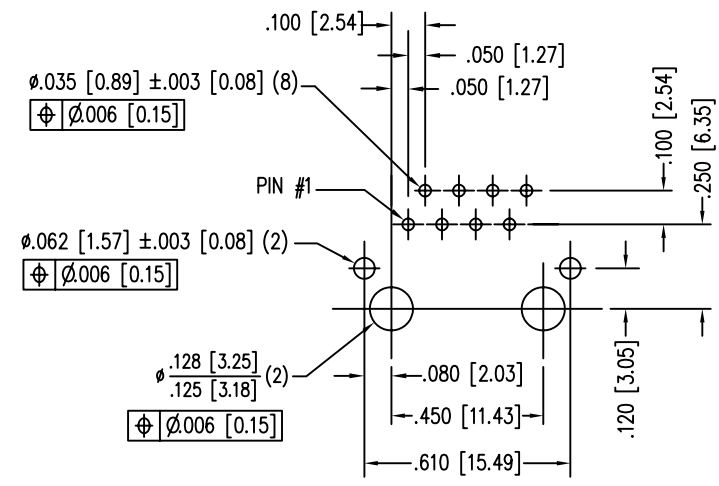 .100 [2.54]
.050 [1.27]
.050 [1.27]
ø.035 [0.89] ±.003 [0.08] (8)
⌖ Ø.006 [0.15]
.100 [2.54]
.250 [6.35]
PIN #1
ø.062 [1.57] ±.003 [0.08] (2)
⌖ Ø.006 [0.15]
ø .128 [3.25]
.125 [3.18] (2)
⌖ Ø.006 [0.15]
.080 [2.03]
.450 [11.43]
.610 [15.49]
.120 [3.05]